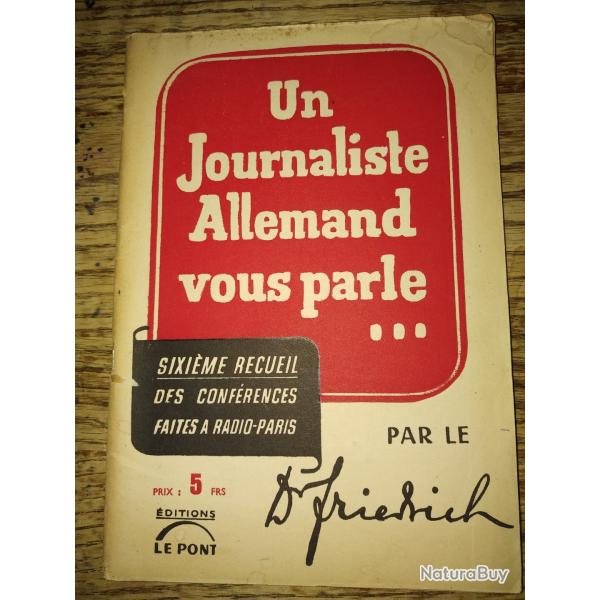 Un
Journaliste
Allemand
vous parle
...
SIXIÈME RECUEIL
DES CONFÉRENCES
FAITES A RADIO-PARIS
PAR LE
Dr Friedrich
PRIX : 5 FRS
ÉDITIONS
LE PONT
NaturaBuy